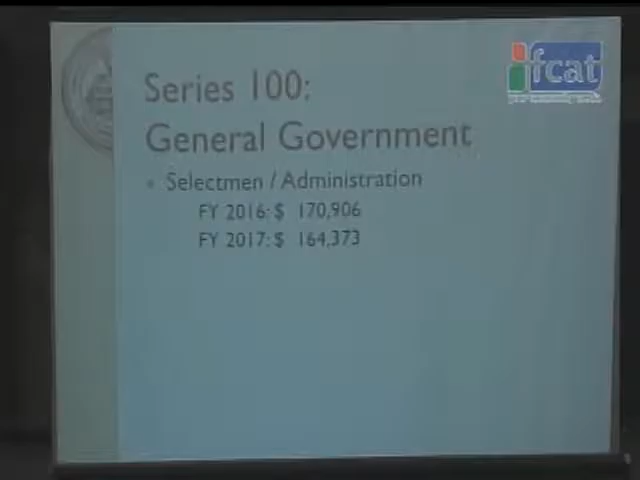 fcat
Series 100:
General Government
Selectmen / Administration
FY 2016: $ 170,906
FY 2017: $ 164,373